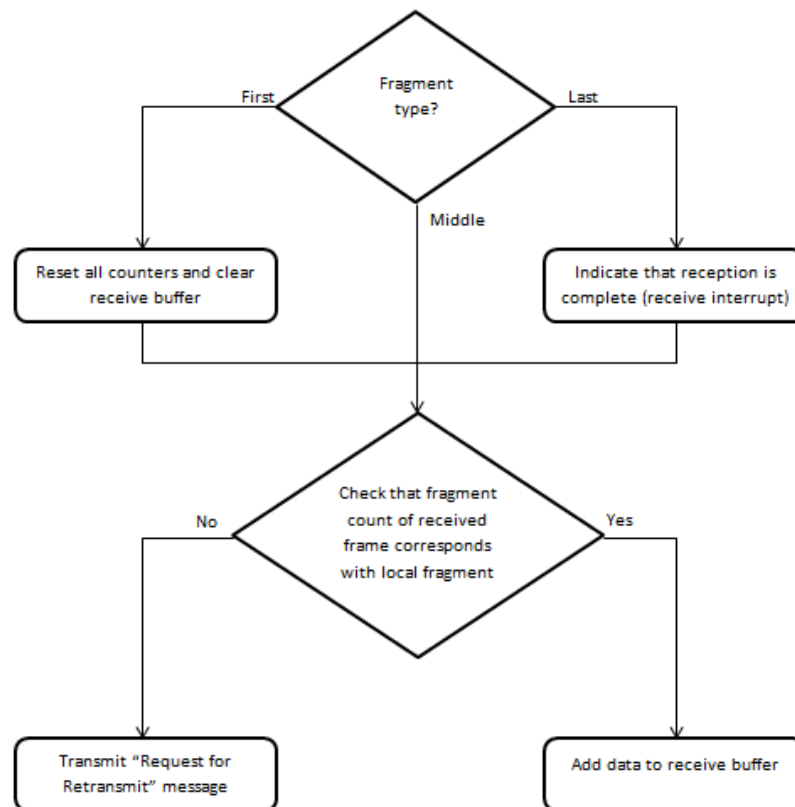 Fragment
type?
First
Last
Middle
Reset all counters and clear
receive buffer
Indicate that reception is
complete (receive interrupt)
Check that fragment
count of received
frame corresponds
with local fragment
No
Yes
Transmit “Request for
Retransmit” message
Add data to receive buffer